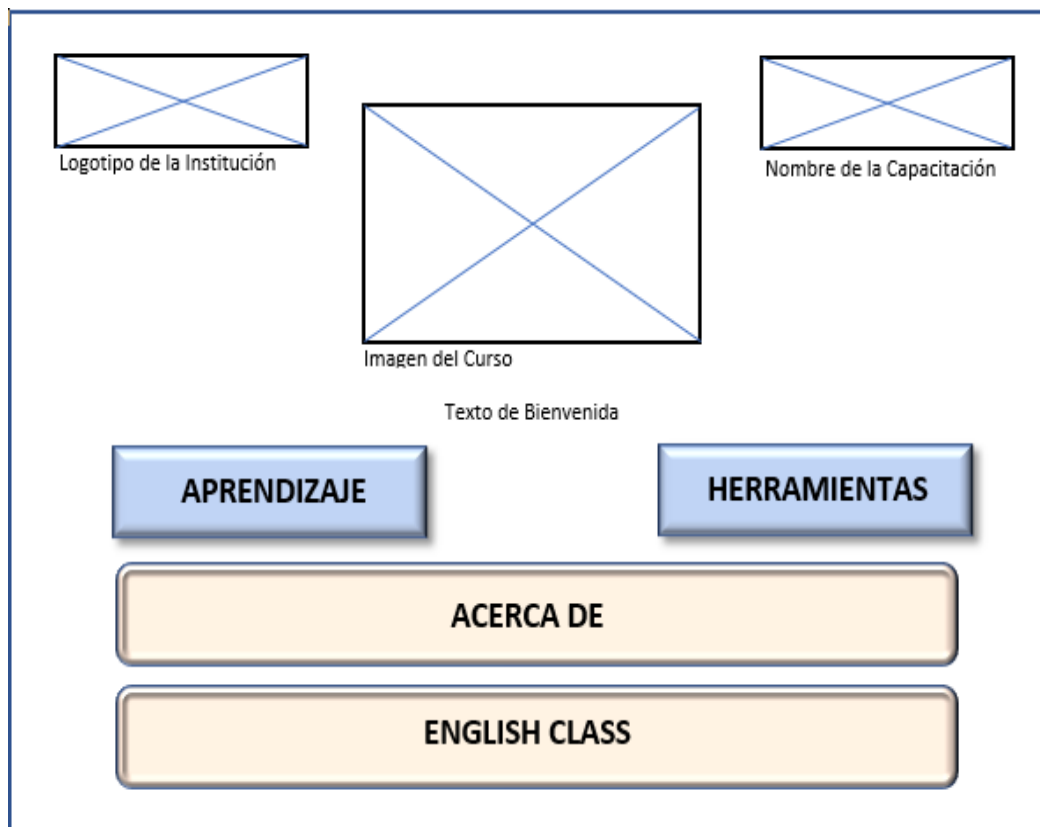 Logotipo de la Institución
Nombre de la Capacitación
Imagen del Curso
Texto de Bienvenida
APRENDIZAJE
HERRAMIENTAS
ACERCA DE
ENGLISH CLASS